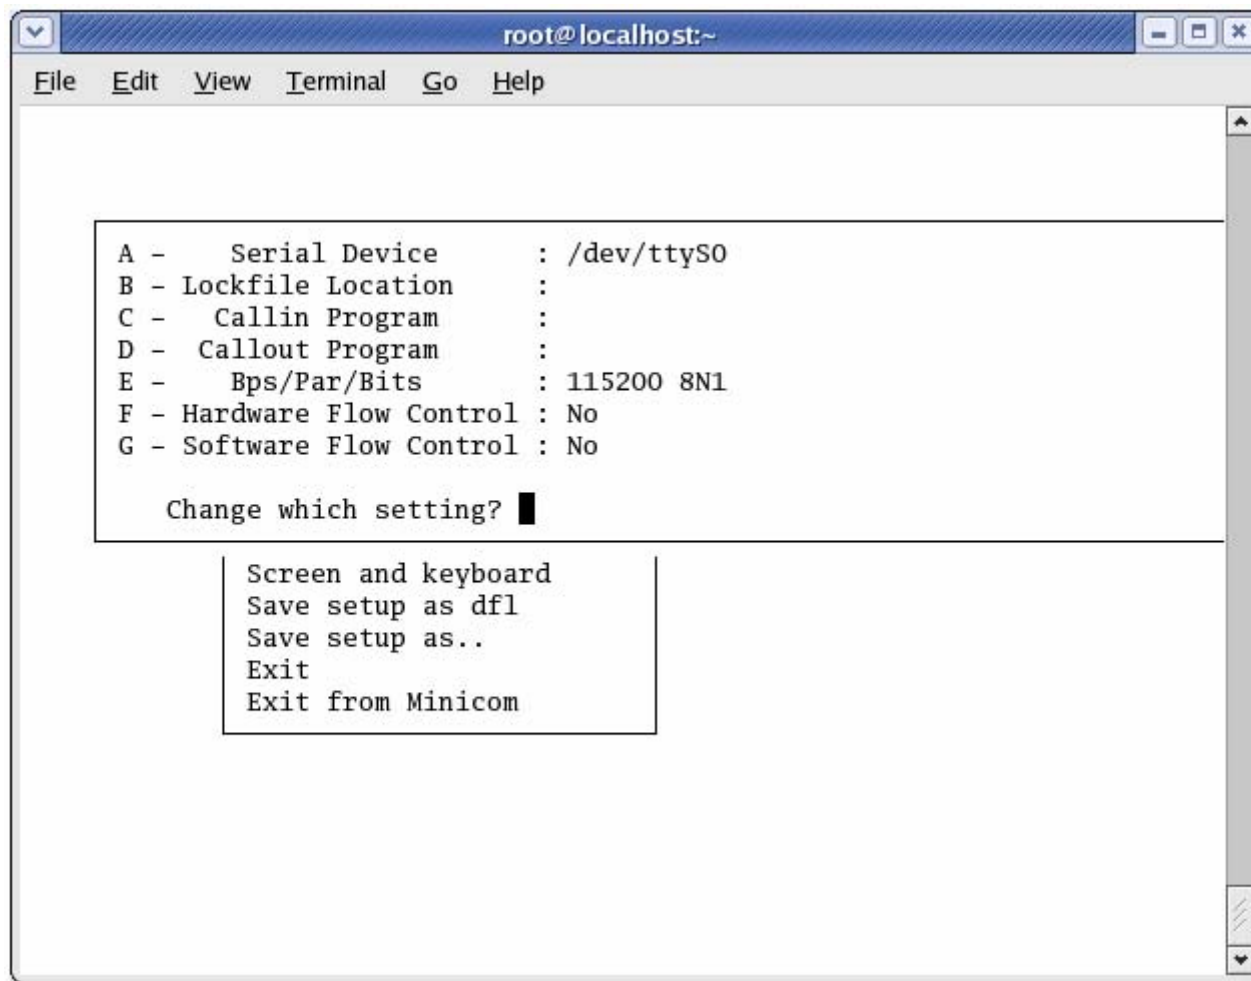 root@localhost:~
File Edit View Terminal Go Help
A - Serial Device : /dev/ttySO
B - Lockfile Location :
C - Callin Program :
D - Callout Program :
E - Bps/Par/Bits : 115200 8N1
F - Hardware Flow Control : No
G - Software Flow Control : No
Change which setting?
Screen and keyboard
Save setup as dfl
Save setup as..
Exit
Exit from Minicom